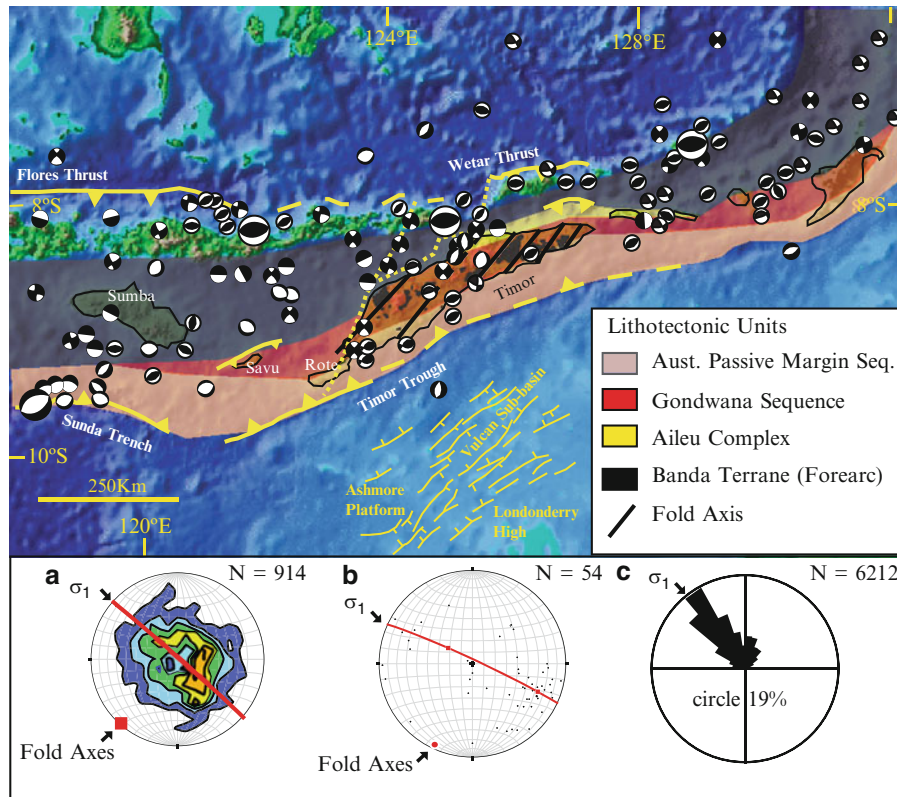 124°E
128°E
Wetar Thrust
Flores Thrust
8°S
8°S
Sumba
Timor
Savu
Rote
Timor Trough
Sunda Trench
Vulcan Sub-basin
10°S
250Km
Ashmore
Platform
Londonderry
High
120°E
Lithotectonic Units
Aust. Passive Margin Seq.
Gondwana Sequence
Aileu Complex
Banda Terrane (Forearc)
Fold Axis
a
N = 914
σ1
Fold Axes
b
N = 54
σ1
Fold Axes
c
N = 6212
σ1
circle 19%